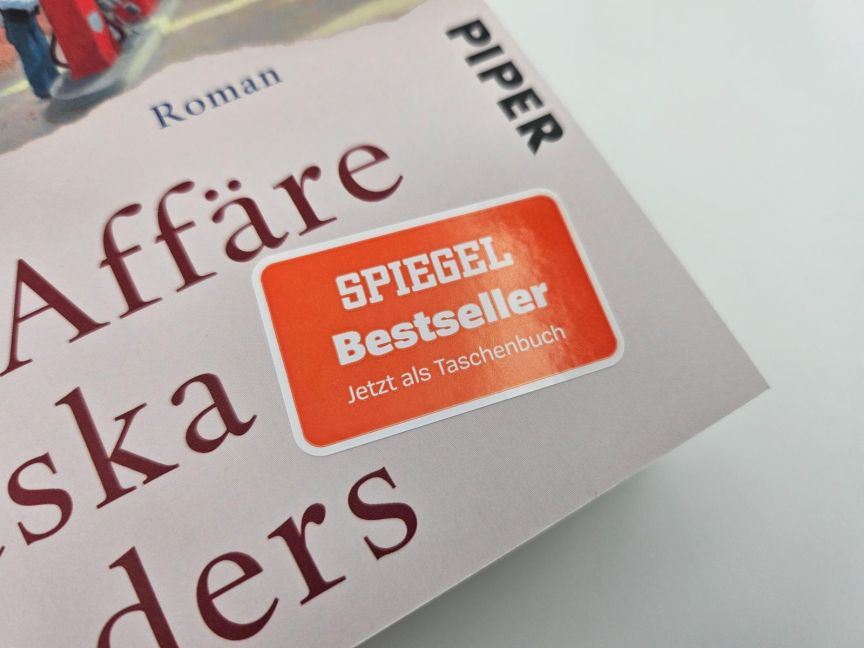 PIPER
Roman
Affäre
SPIEGEL
Bestseller
Jetzt als Taschenbuch
ska
ders